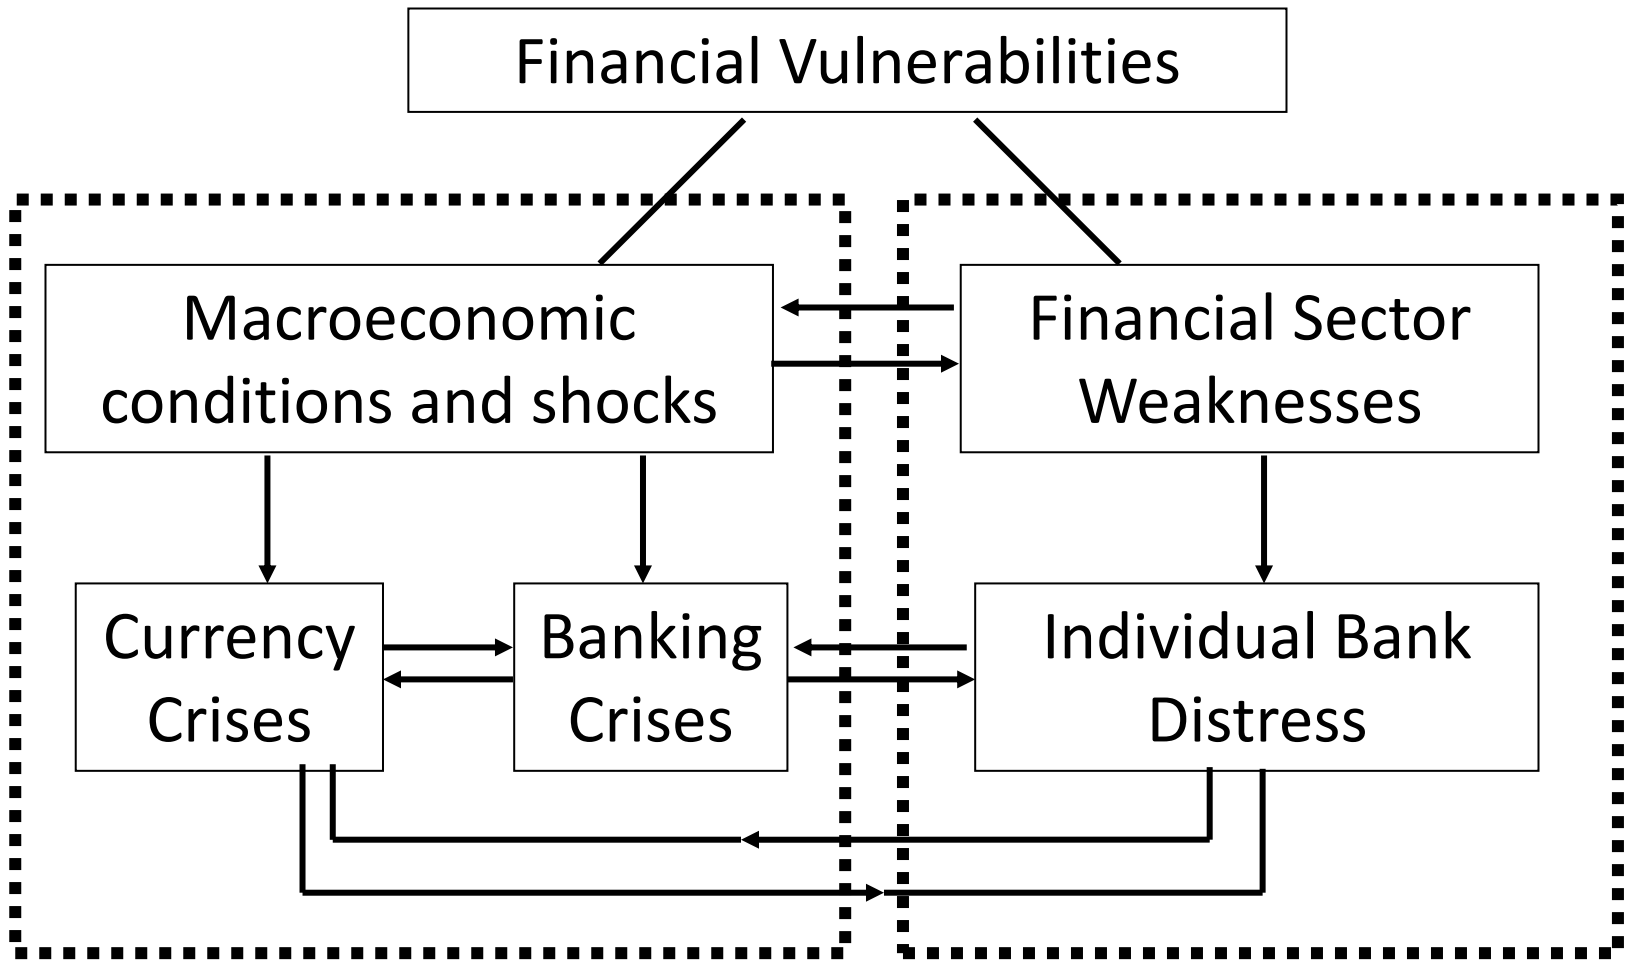 Financial Vulnerabilities
Macroeconomic
conditions and shocks
Financial Sector
Weaknesses
Currency
Crises
Banking
Crises
Individual Bank
Distress